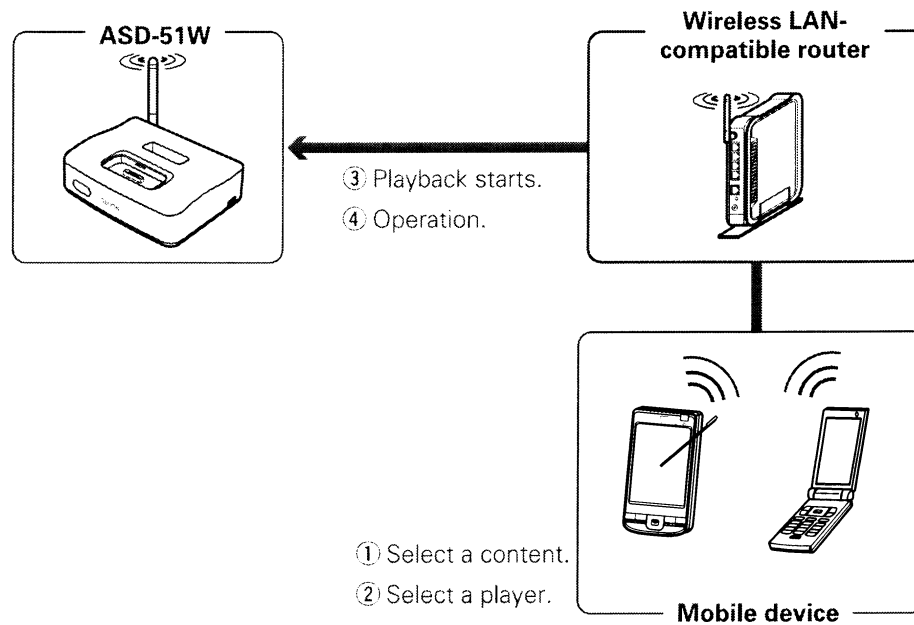 ASD-51W
Wireless LAN-
compatible router
③ Playback starts.
④ Operation.
① Select a content.
② Select a player.
Mobile device